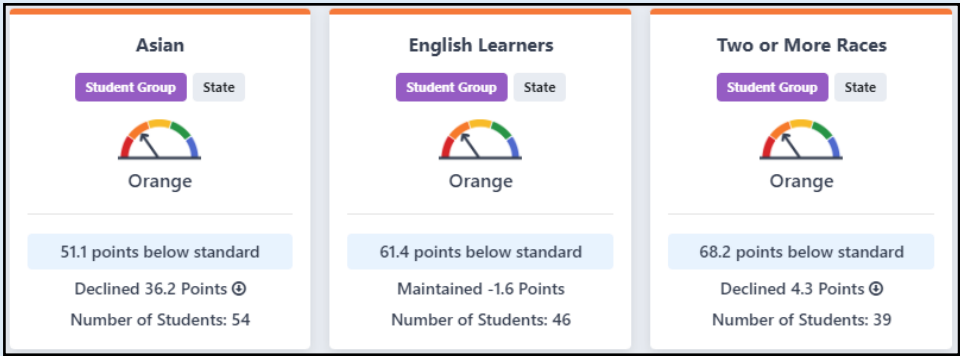 Asian
Student Group State
Orange
51.1 points below standard
Declined 36.2 Points
Number of Students: 54
English Learners
Student Group State
Orange
61.4 points below standard
Maintained -1.6 Points
Number of Students: 46
Two or More Races
Student Group State
Orange
68.2 points below standard
Declined 4.3 Points
Number of Students: 39